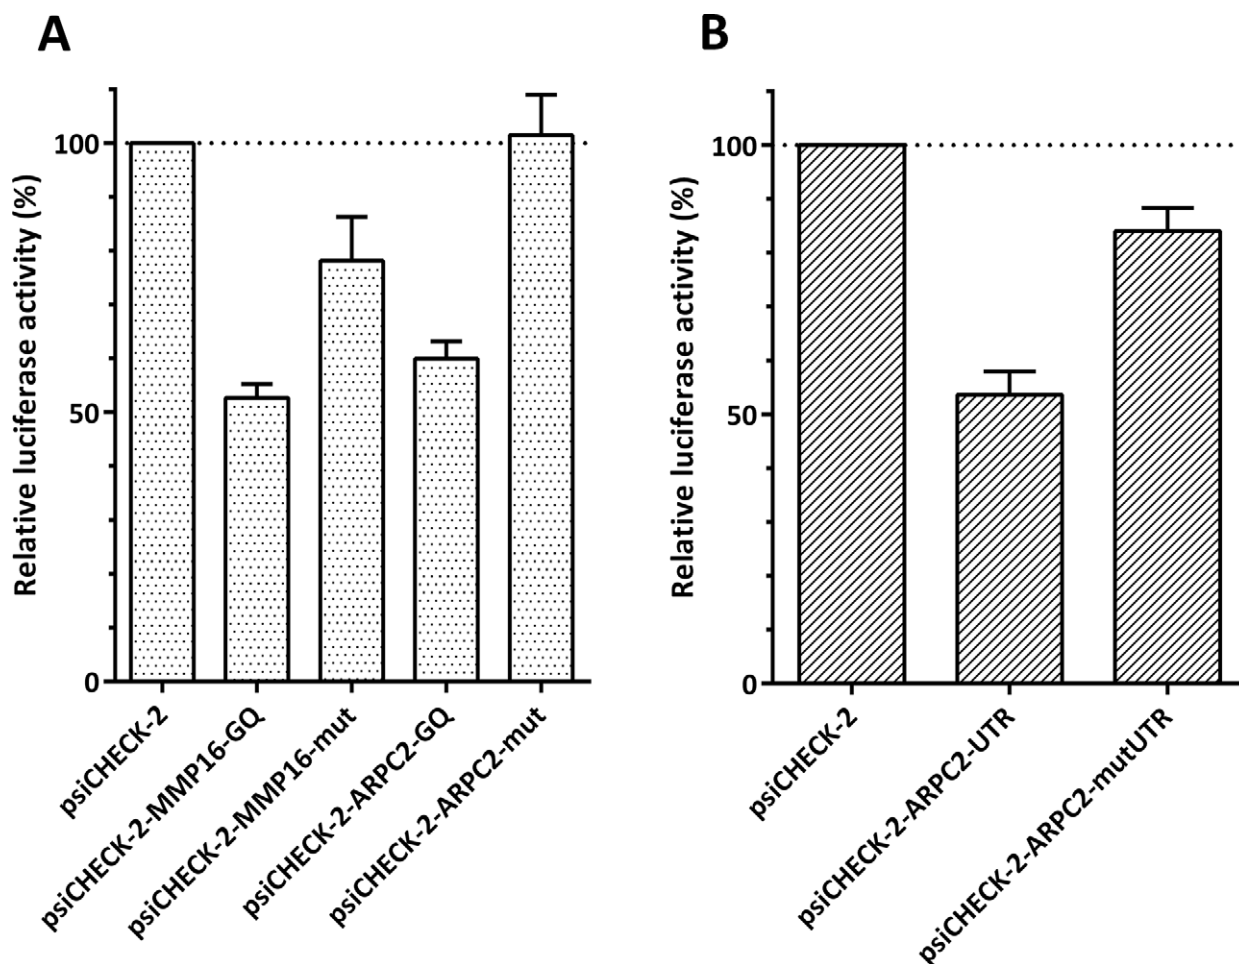 A
Relative luciferase activity (%)
100
50
0
psiCHECK-2
psiCHECK-2-MMP16-GQ
psiCHECK-2-MMP16-mut
psiCHECK-2-ARPC2-GQ
psiCHECK-2-ARPC2-mut
B
Relative luciferase activity (%)
100
50
0
psiCHECK-2
psiCHECK-2-ARPC2-UTR
psiCHECK-2-ARPC2-mutUTR